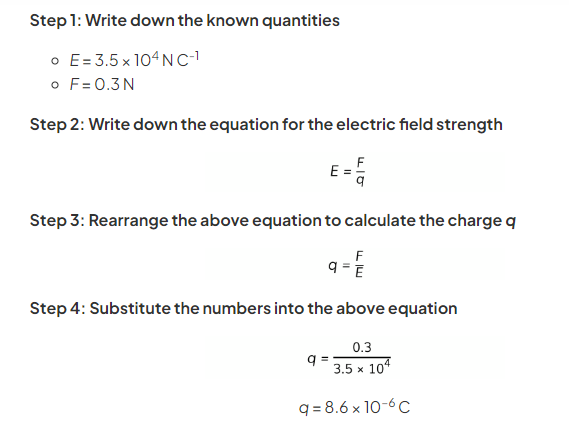 Step 1: Write down the known quantities
E = 3.5 × 10⁴ N C⁻¹
F = 0.3 N
Step 2: Write down the equation for the electric field strength
E = F/q
Step 3: Rearrange the above equation to calculate the charge q
q = F/E
Step 4: Substitute the numbers into the above equation
q = 0.3/3.5 × 10⁴
q = 8.6 × 10⁻⁶ C